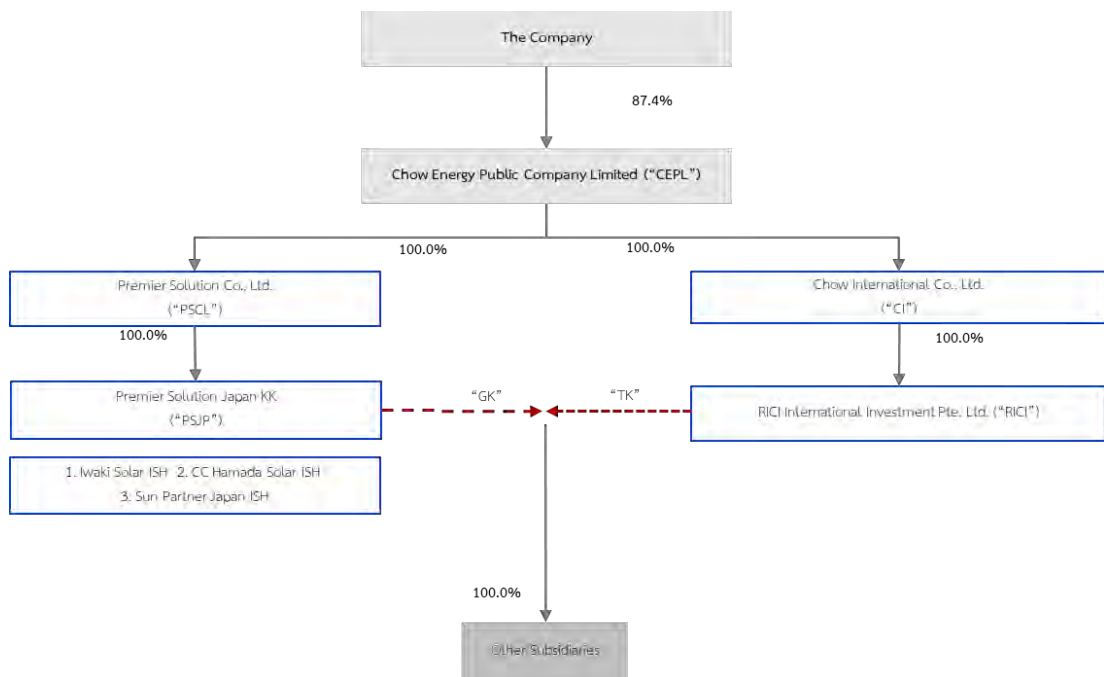 The Company
87.4%
Chow Energy Public Company Limited (“CEPL”)
100.0%
100.0%
Premier Solution Co., Ltd.
(“PSCL”)
Chow International Co., Ltd.
(“CI”)
100.0%
100.0%
Premier Solution Japan KK
(“PSJP”)
“GK”
“TK”
RICI International Investment Pte. Ltd. (“RICI”)
1. Iwaki Solar ISH 2. CC Hamada Solar ISH
3. Sun Partner Japan ISH
100.0%
Other Subsidiaries